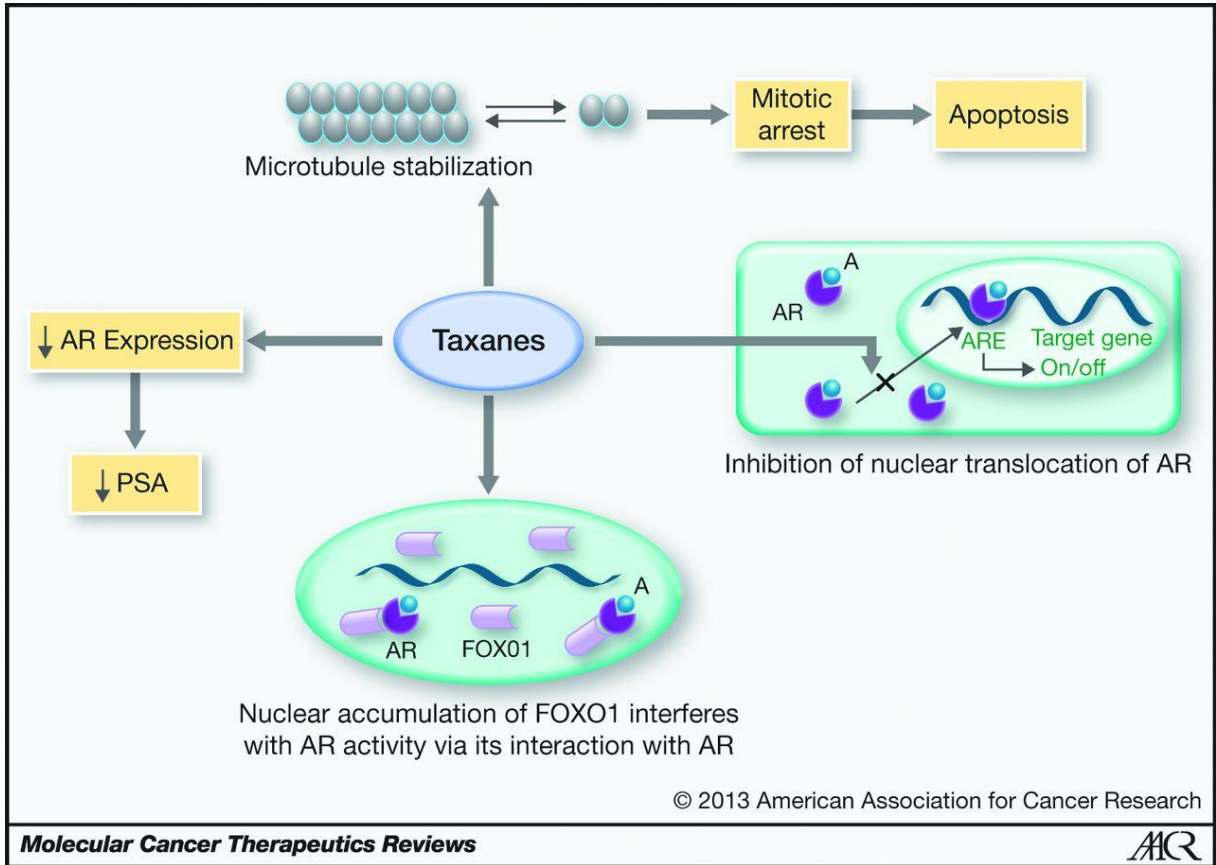 Mitotic
arrest
Apoptosis
Microtubule stabilization
A
AR
ARE
Target gene
On/off
Taxanes
↓ AR Expression
↓ PSA
Inhibition of nuclear translocation of AR
A
AR
FOX01
Nuclear accumulation of FOXO1 interferes
with AR activity via its interaction with AR
© 2013 American Association for Cancer Research
Molecular Cancer Therapeutics Reviews
AACR